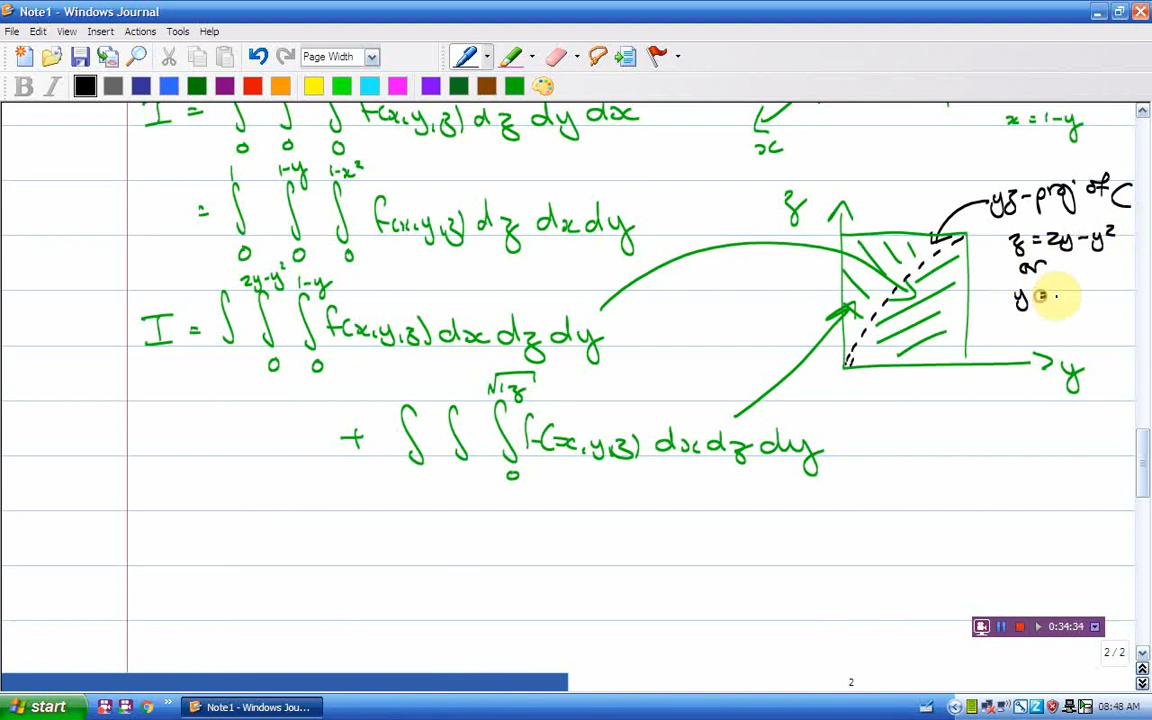 Note1 - Windows Journal
File Edit View Insert Actions Tools Help
Page Width
B I
I = ∫₀ ∫₀ ∫₀ f(x,y,z) dz dy dx
x
x = 1-y
= ∫₀¹ ∫₀^(1-y) ∫₀^(1-x²) f(x,y,z) dz dx dy
z
yz-proj of C
z = 2y-y²
or
y =
I = ∫ ∫₀^(2y-y²) ∫₀^(1-y) f(x,y,z) dx dz dy
y
+ ∫ ∫ ∫₀^√(1-z) f(x,y,z) dx dz dy
0:34:34
2 / 2
2
start
Note1 - Windows Jou...
08:48 AM